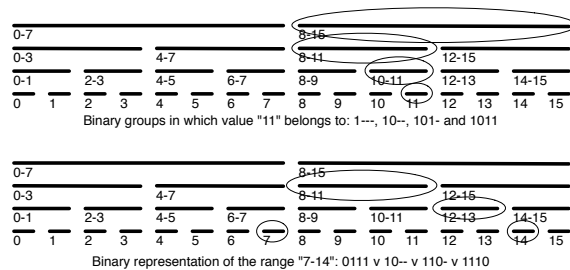 0-7 8-15
0-3 4-7 8-11 12-15
0-1 2-3 4-5 6-7 8-9 10-11 12-13 14-15
0 1 2 3 4 5 6 7 8 9 10 11 12 13 14 15
Binary groups in which value "11" belongs to: 1---, 10--, 101- and 1011
0-7 8-15
0-3 4-7 8-11 12-15
0-1 2-3 4-5 6-7 8-9 10-11 12-13 14-15
0 1 2 3 4 5 6 7 8 9 10 11 12 13 14 15
Binary representation of the range "7-14": 0111 v 10-- v 110- v 1110